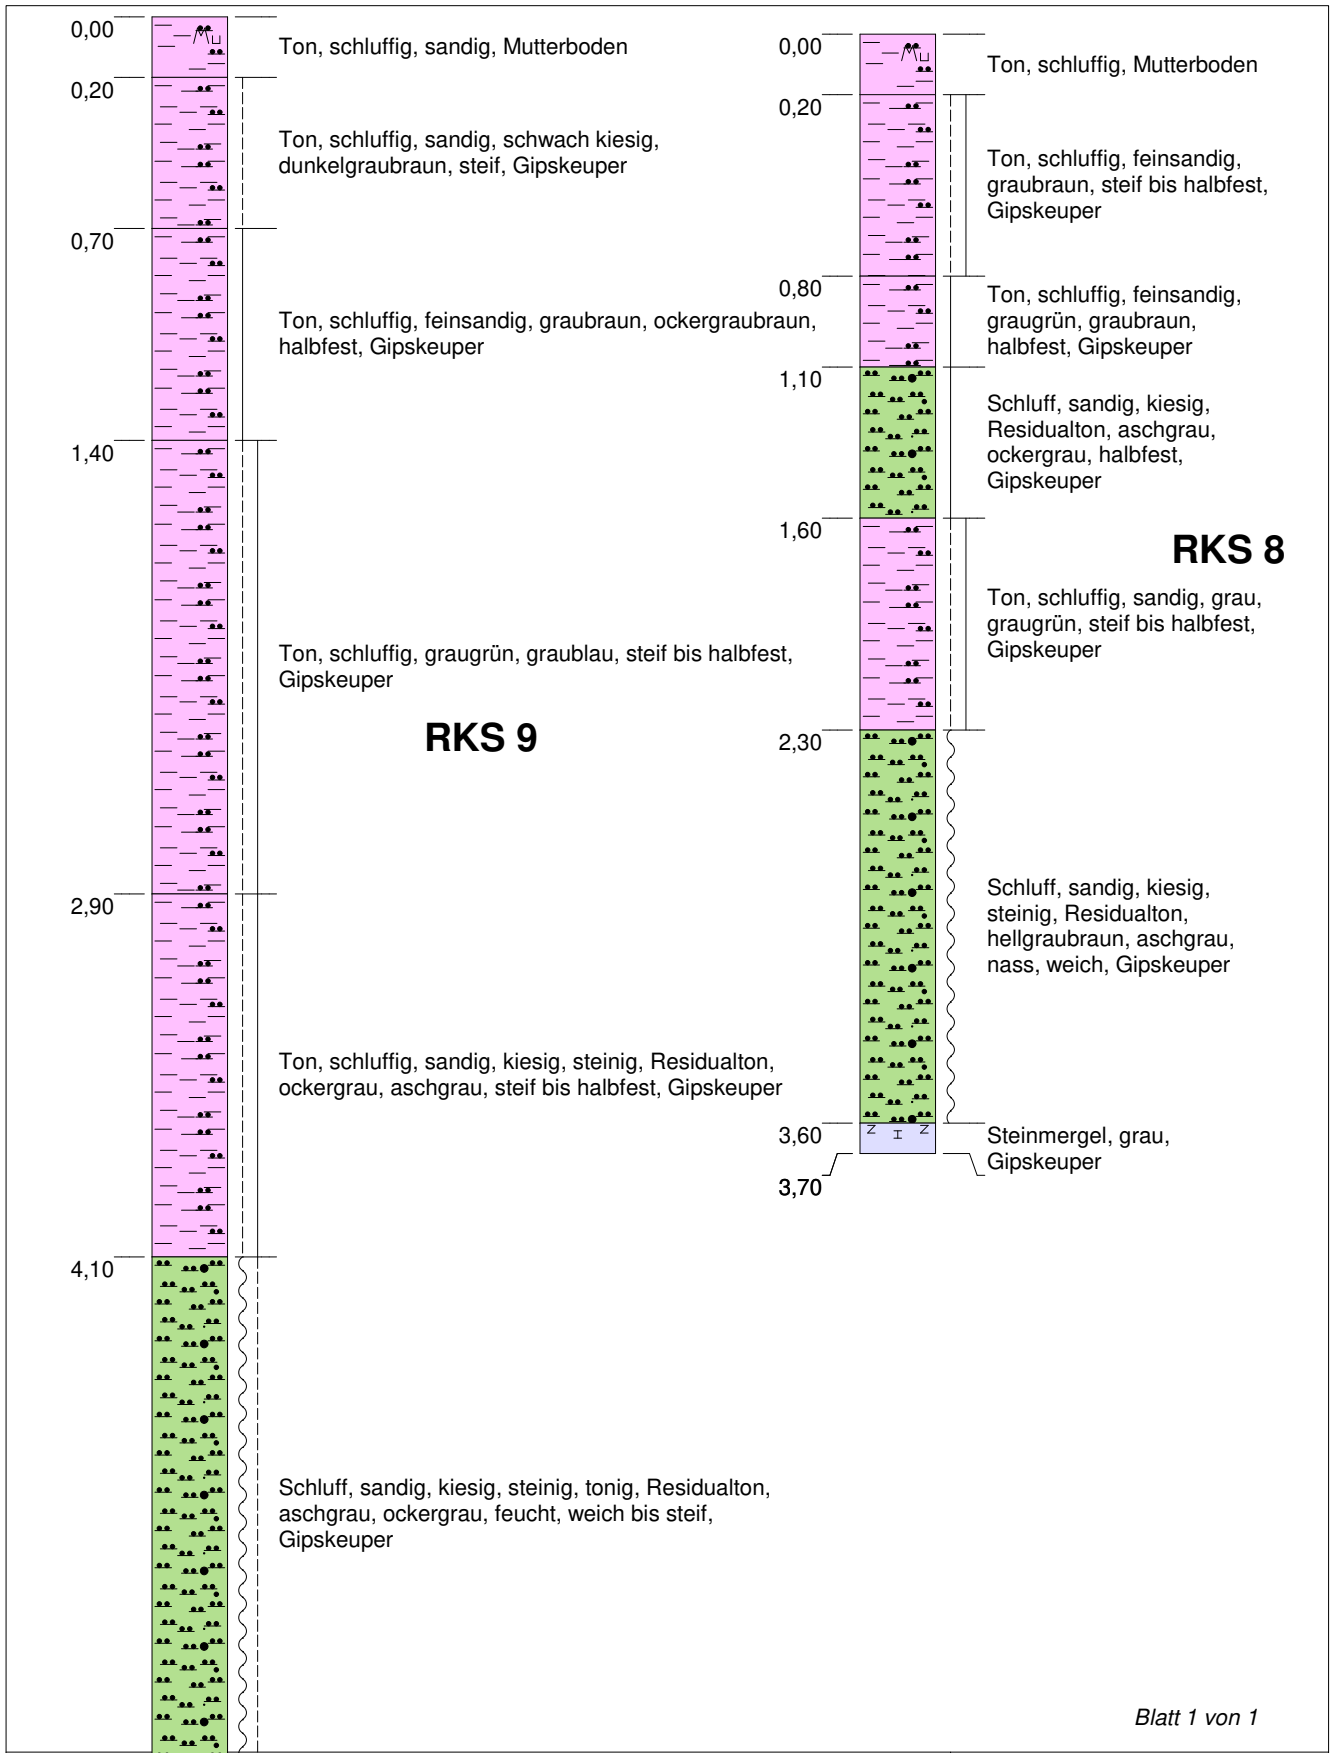 0,00
Ton, schluffig, sandig, Mutterboden
0,20
Ton, schluffig, sandig, schwach kiesig,
dunkelgraubraun, steif, Gipskeuper
0,70
Ton, schluffig, feinsandig, graubraun, ockergraubraun,
halbfest, Gipskeuper
1,40
Ton, schluffig, graugrün, graublau, steif bis halbfest,
Gipskeuper
RKS 9
2,90
Ton, schluffig, sandig, kiesig, steinig, Residualton,
ockergrau, aschgrau, steif bis halbfest, Gipskeuper
4,10
Schluff, sandig, kiesig, steinig, tonig, Residualton,
aschgrau, ockergrau, feucht, weich bis steif,
Gipskeuper
0,00
Ton, schluffig, Mutterboden
0,20
Ton, schluffig, feinsandig,
graubraun, steif bis halbfest,
Gipskeuper
0,80
Ton, schluffig, feinsandig,
graugrün, graubraun,
halbfest, Gipskeuper
1,10
Schluff, sandig, kiesig,
Residualton, aschgrau,
ockergrau, halbfest,
Gipskeuper
1,60
RKS 8
Ton, schluffig, sandig, grau,
graugrün, steif bis halbfest,
Gipskeuper
2,30
Schluff, sandig, kiesig,
steinig, Residualton,
hellgraubraun, aschgrau,
nass, weich, Gipskeuper
3,60
Steinmergel, grau,
Gipskeuper
3,70
Blatt 1 von 1